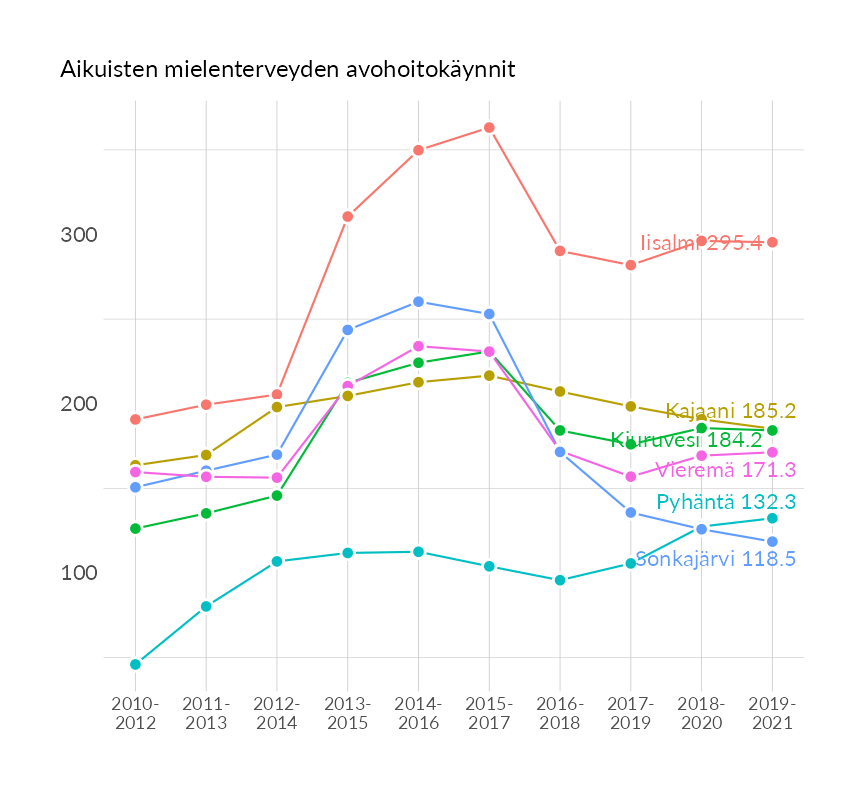 Aikuisten mielenterveyden avohoitokäynnit
300
200
100
Iisalmi 295.4
Kajaani 185.2
Kiuruvesi 184.2
Vieremä 171.3
Pyhäntä 132.3
Sonkajärvi 118.5
2010- 2011- 2012- 2013- 2014- 2015- 2016- 2017- 2018- 2019-
2012 2013 2014 2015 2016 2017 2018 2019 2020 2021